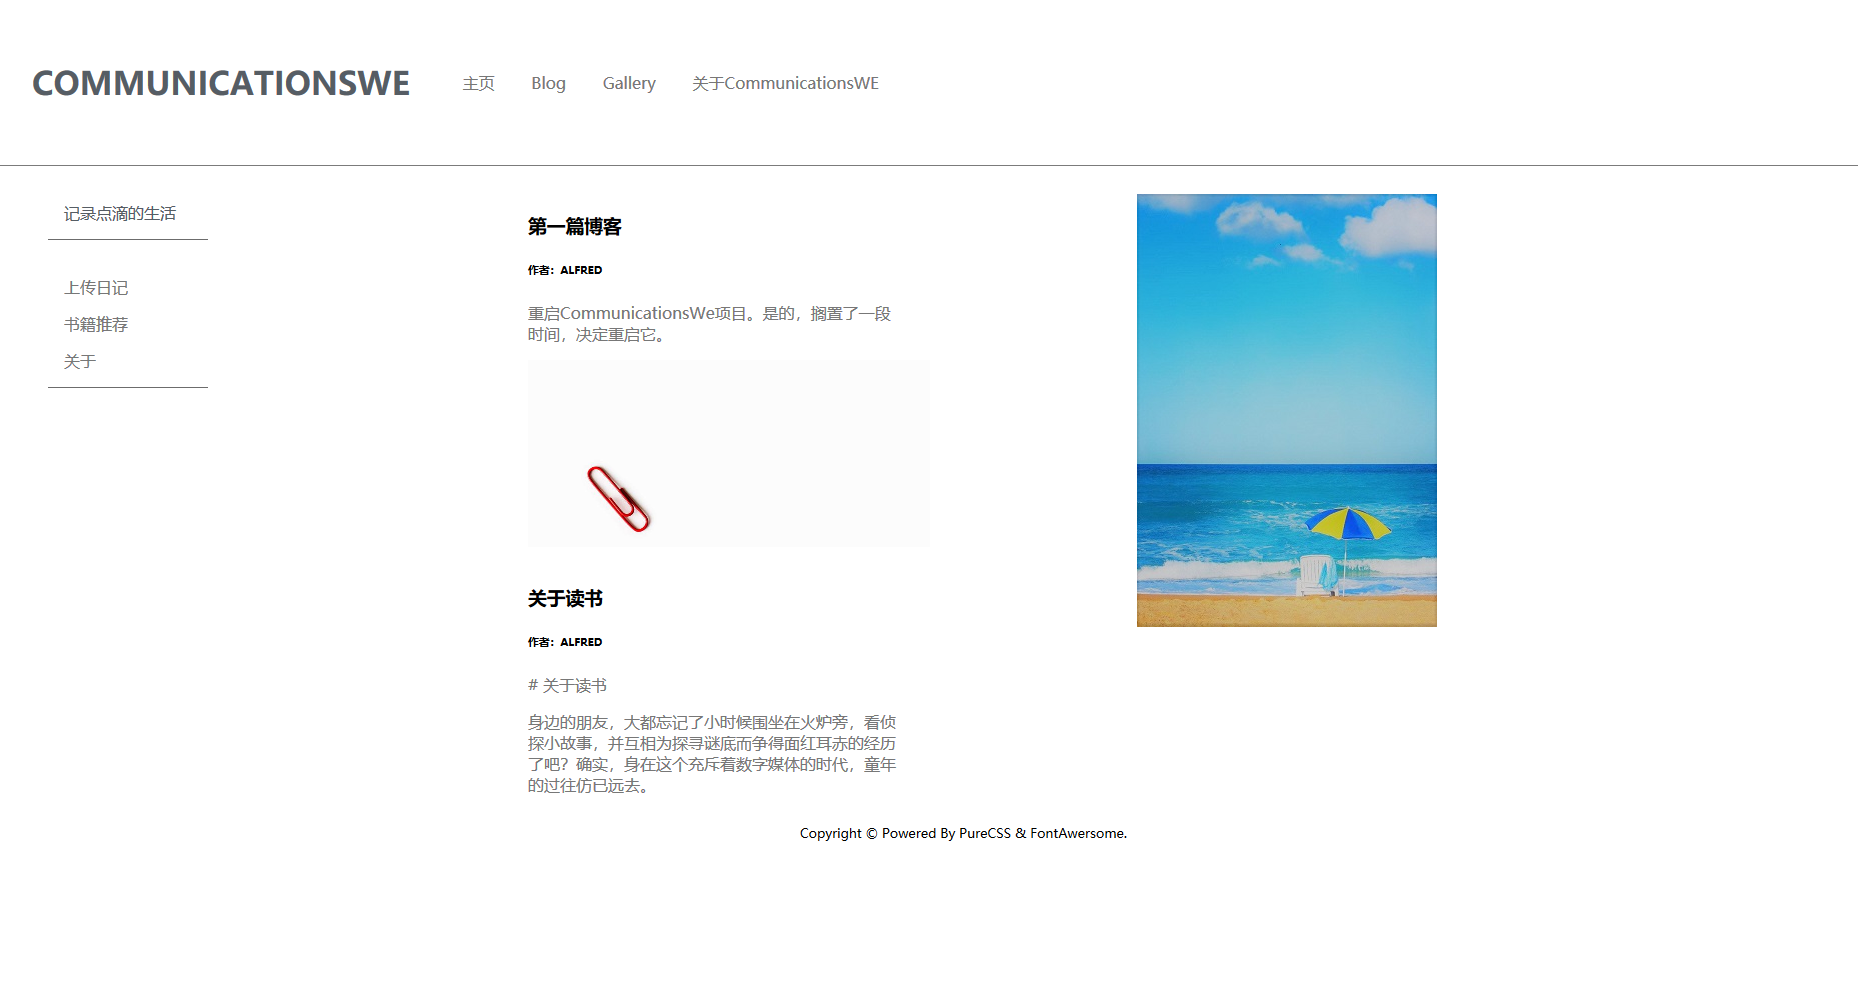 COMMUNICATIONSWE
主页 Blog Gallery 关于CommunicationsWE
记录点滴的生活
上传日记
书籍推荐
关于
第一篇博客
作者：ALFRED
重启CommunicationsWe项目。是的，搁置了一段
时间，决定重启它。
关于读书
作者：ALFRED
# 关于读书
身边的朋友，大都忘记了小时候围坐在火炉旁，看侦
探小故事，并互相为探寻谜底而争得面红耳赤的经历
了吧？确实，身在这个充斥着数字媒体的时代，童年
的过往仿已远去。
Copyright © Powered By PureCSS & FontAwersome.